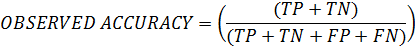 OBSERVED ACCURACY = ( (TP + TN) / (TP + TN + FP + FN) )